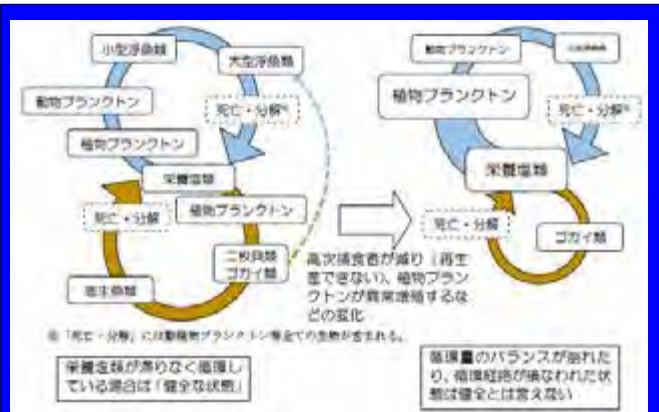 小型浮魚類
大型浮魚類
動物プランクトン
死亡・分解※
植物プランクトン
栄養塩類
死亡・分解
植物プランクトン
二枚貝類
ゴカイ類
底生魚類
高次捕食者が減り（再生
産できない）、植物プラン
クトンが異常増殖するな
どの変化
動物プランクトン
植物プランクトン
死亡・分解※
栄養塩類
死亡・分解
ゴカイ類
※「死亡・分解」には動植物プランクトン等全ての生物が含まれる。
栄養塩類が滞りなく循環し
ている場合は「健全な状態」
循環量のバランスが崩れた
り、循環経路が損なわれた状
態は健全とは言えない